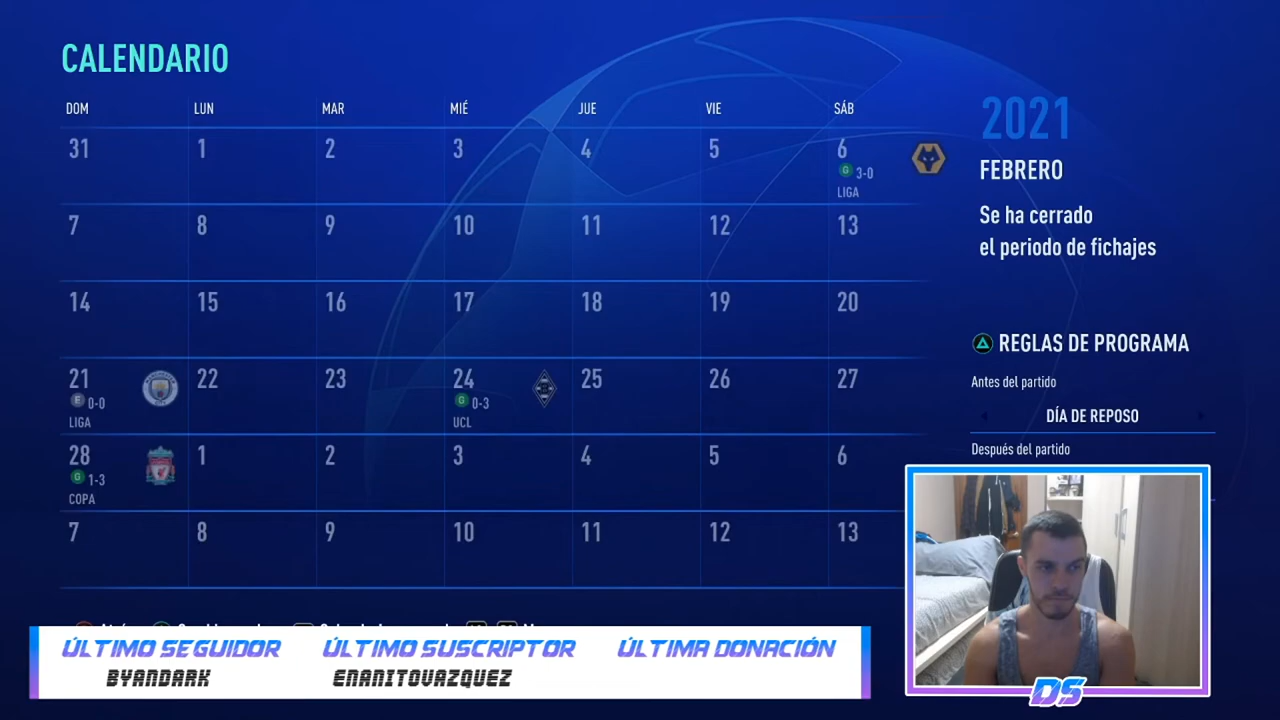 CALENDARIO
DOM LUN MAR MIÉ JUE VIE SÁB
31 1 2 3 4 5 6
G 3-0
LIGA
7 8 9 10 11 12 13
14 15 16 17 18 19 20
21 22 23 24 25 26 27
E 0-0 G 0-3
LIGA UCL
28 1 2 3 4 5 6
G 1-3
COPA
7 8 9 10 11 12 13
2021
FEBRERO
Se ha cerrado
el periodo de fichajes
REGLAS DE PROGRAMA
Antes del partido
DÍA DE REPOSO
Después del partido
ÚLTIMO SEGUIDOR ÚLTIMO SUSCRIPTOR ÚLTIMA DONACIÓN
BYANDARK ENANITOVAZQUEZ
DS